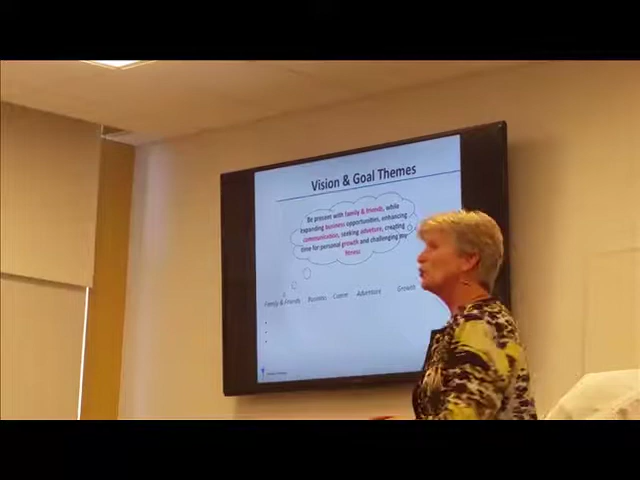 Vision & Goal Themes
Be present with Family & Friends, while
expanding business opportunities, enhancing
communication, seeking adventure, creating
time for personal growth and challenging my
fitness
Family & Friends Business Career Adventure Growth